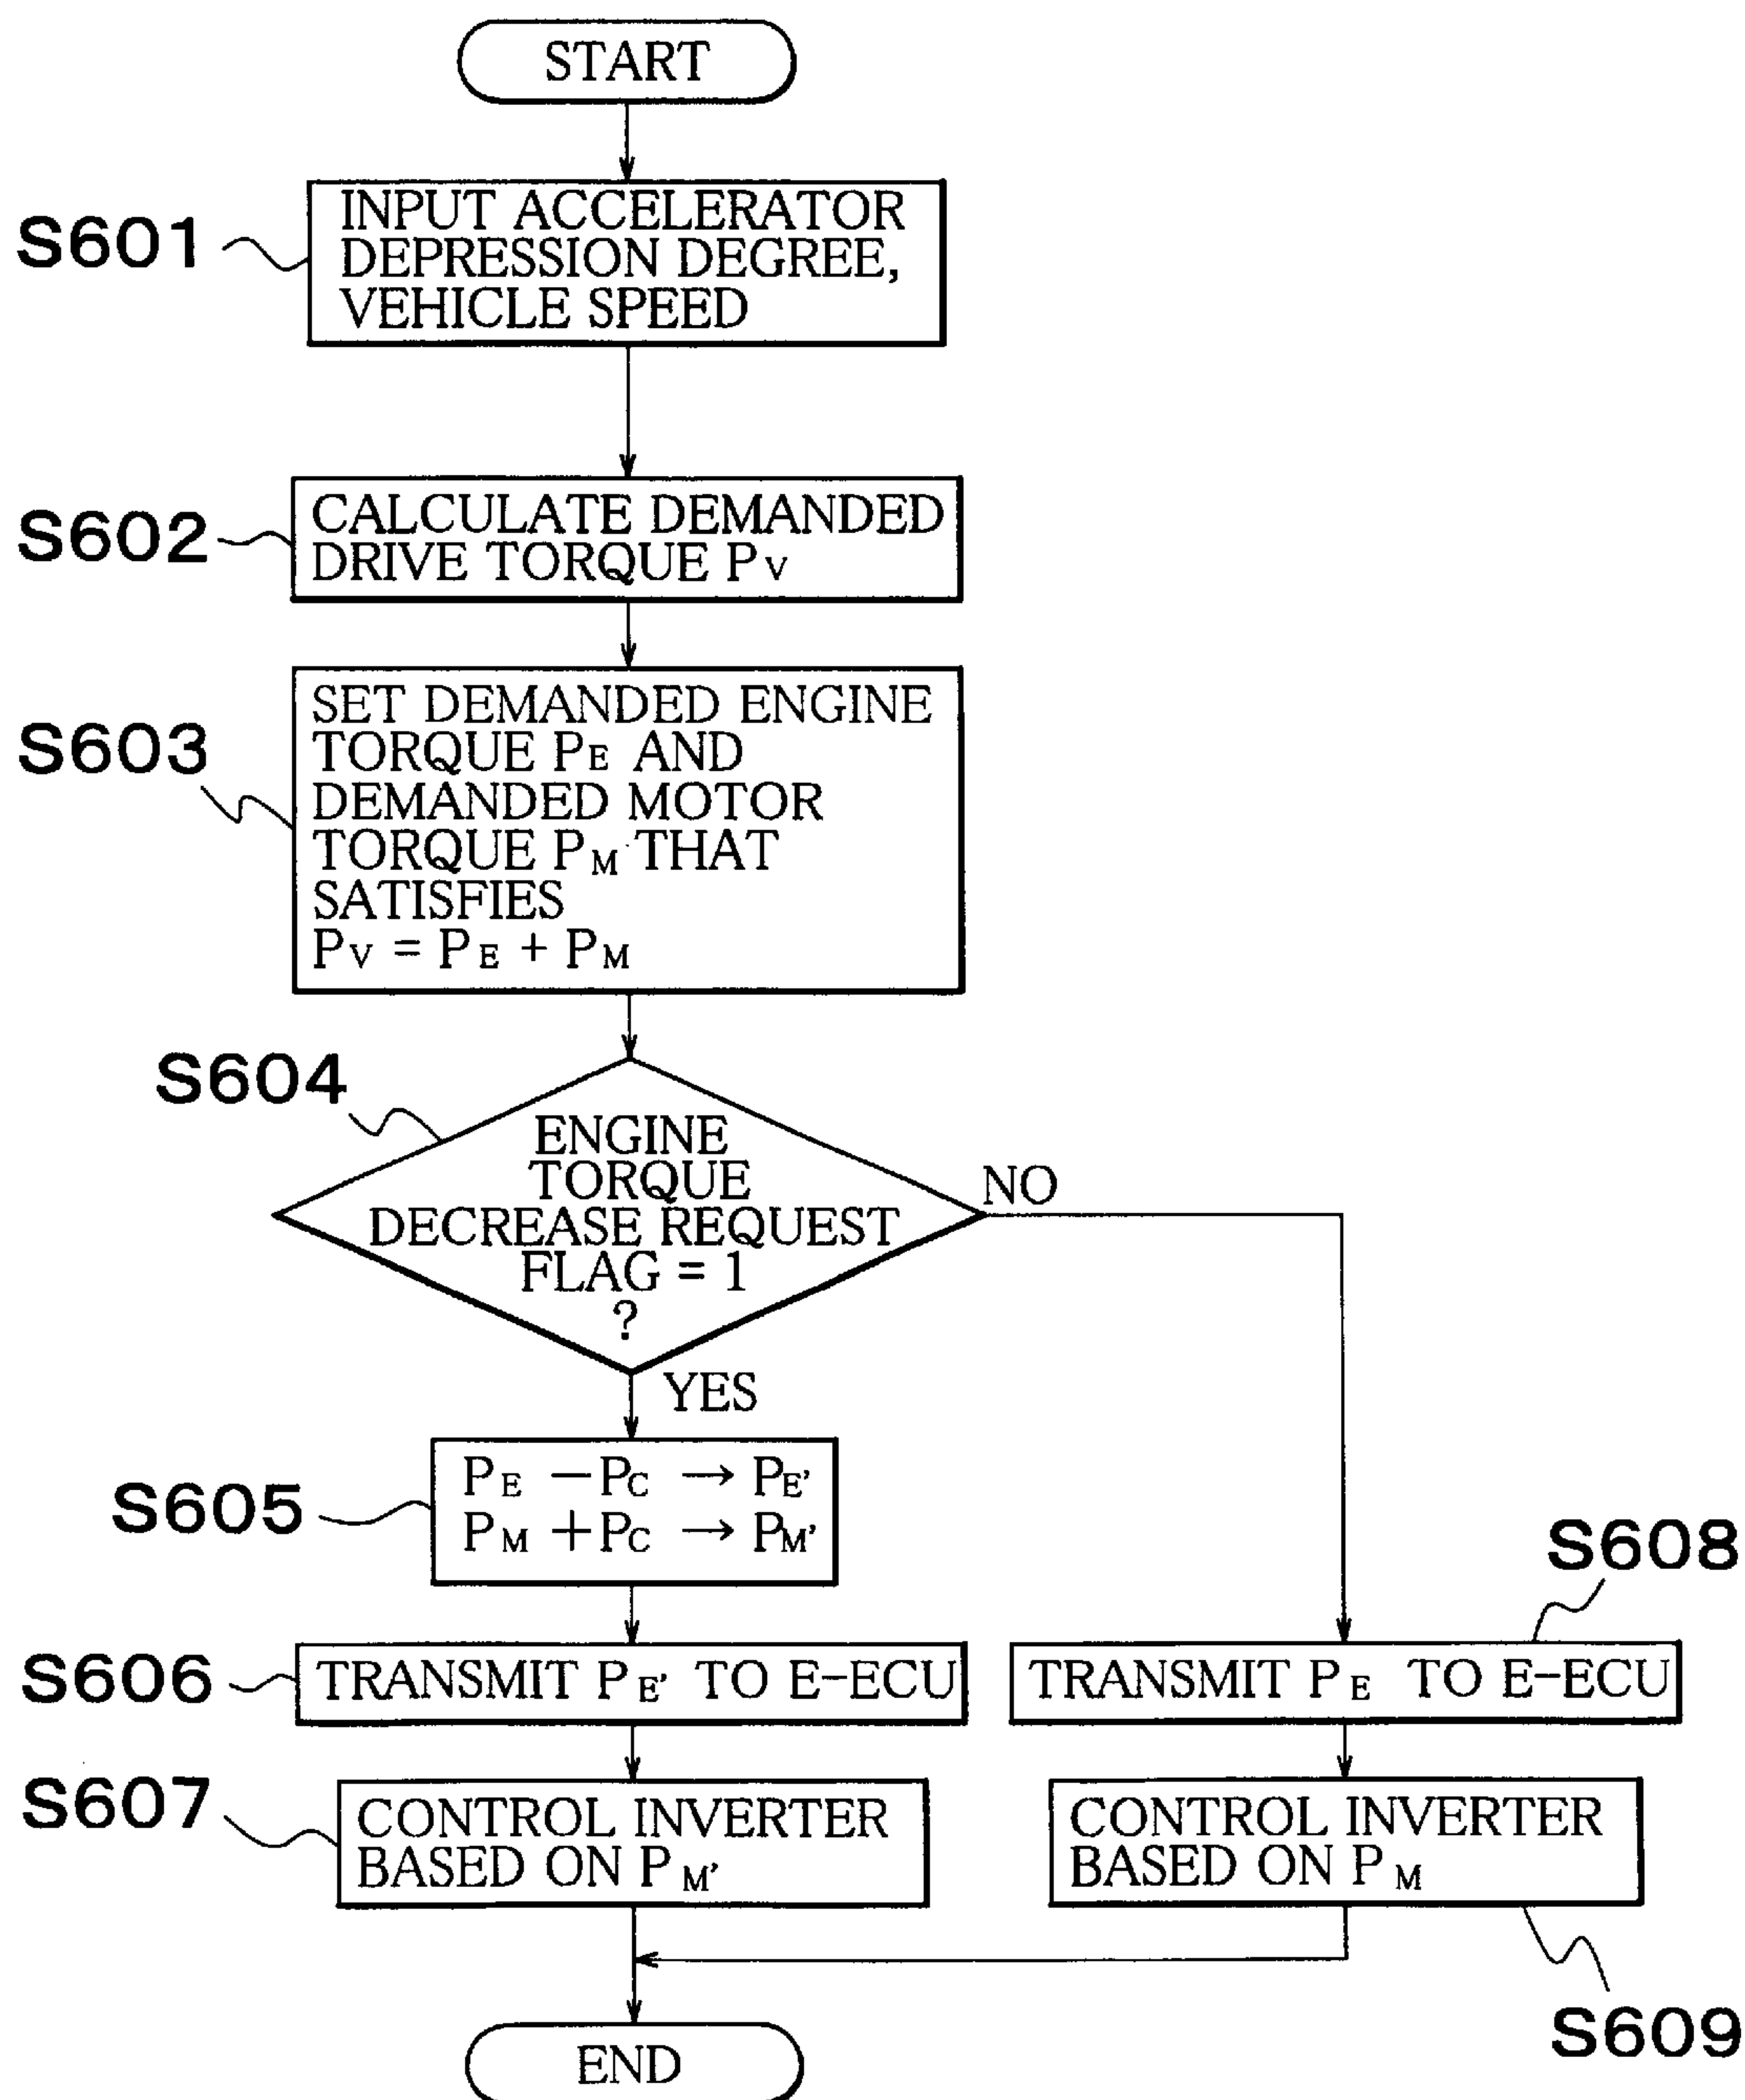 START
S601
INPUT ACCELERATOR
DEPRESSION DEGREE,
VEHICLE SPEED
S602
CALCULATE DEMANDED
DRIVE TORQUE PV
S603
SET DEMANDED ENGINE
TORQUE PE AND
DEMANDED MOTOR
TORQUE PM THAT
SATISFIES
PV = PE + PM
S604
ENGINE
TORQUE
DECREASE REQUEST
FLAG = 1
?
NO
YES
S605
PE −PC → PE'
PM +PC → PM'
S606
TRANSMIT PE' TO E-ECU
S607
CONTROL INVERTER
BASED ON PM'
S608
TRANSMIT PE TO E-ECU
CONTROL INVERTER
BASED ON PM
S609
END